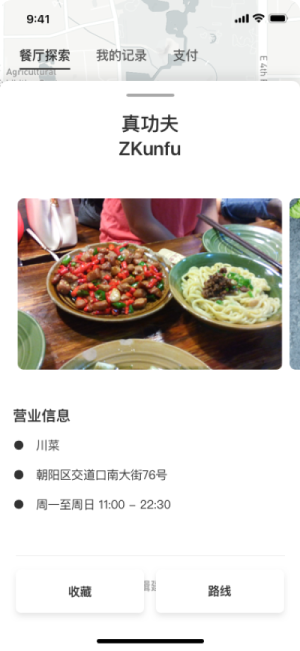 9:41
餐厅探索 我的记录 支付
Agricultural
E 4th
真功夫
ZKunfu
营业信息
川菜
朝阳区交道口南大街76号
周一至周日 11:00 – 22:30
收藏 路线